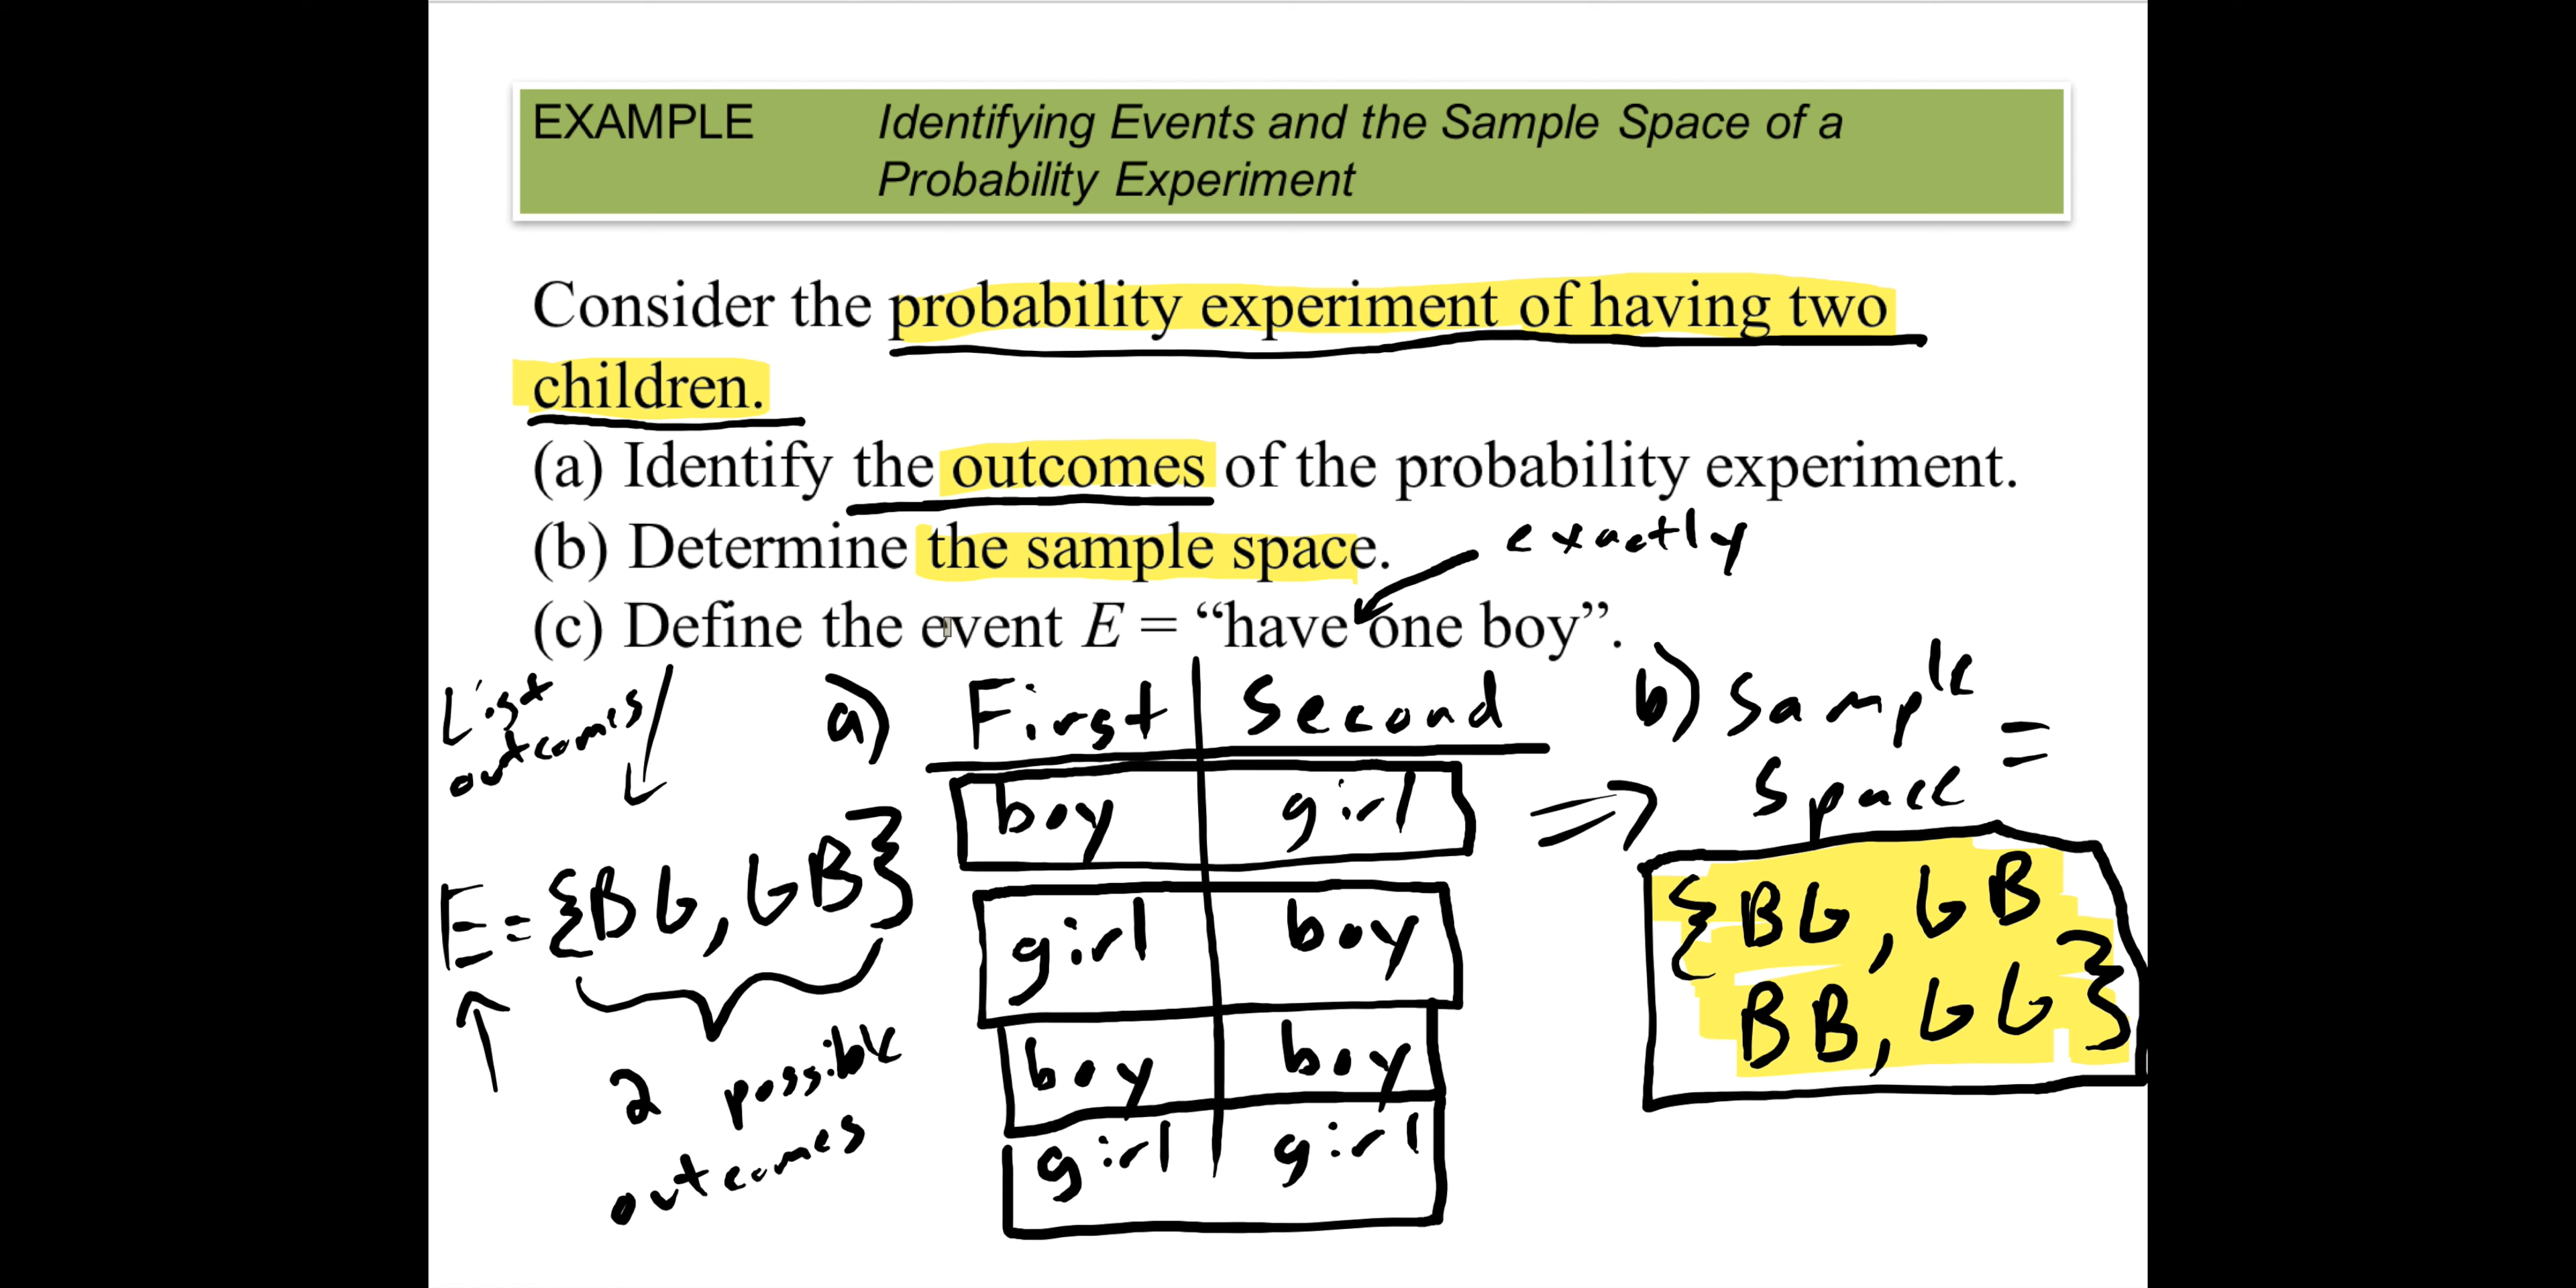 EXAMPLE Identifying Events and the Sample Space of a
Probability Experiment
Consider the probability experiment of having two
children.
(a) Identify the outcomes of the probability experiment.
(b) Determine the sample space.
exactly
(c) Define the event E = “have one boy”.
List
outcomes
E = {BG, GB}
2 possible
outcomes
a) First Second
boy girl
girl boy
boy boy
girl girl
b) Sample
Space =
{BG, GB
BB, GG}